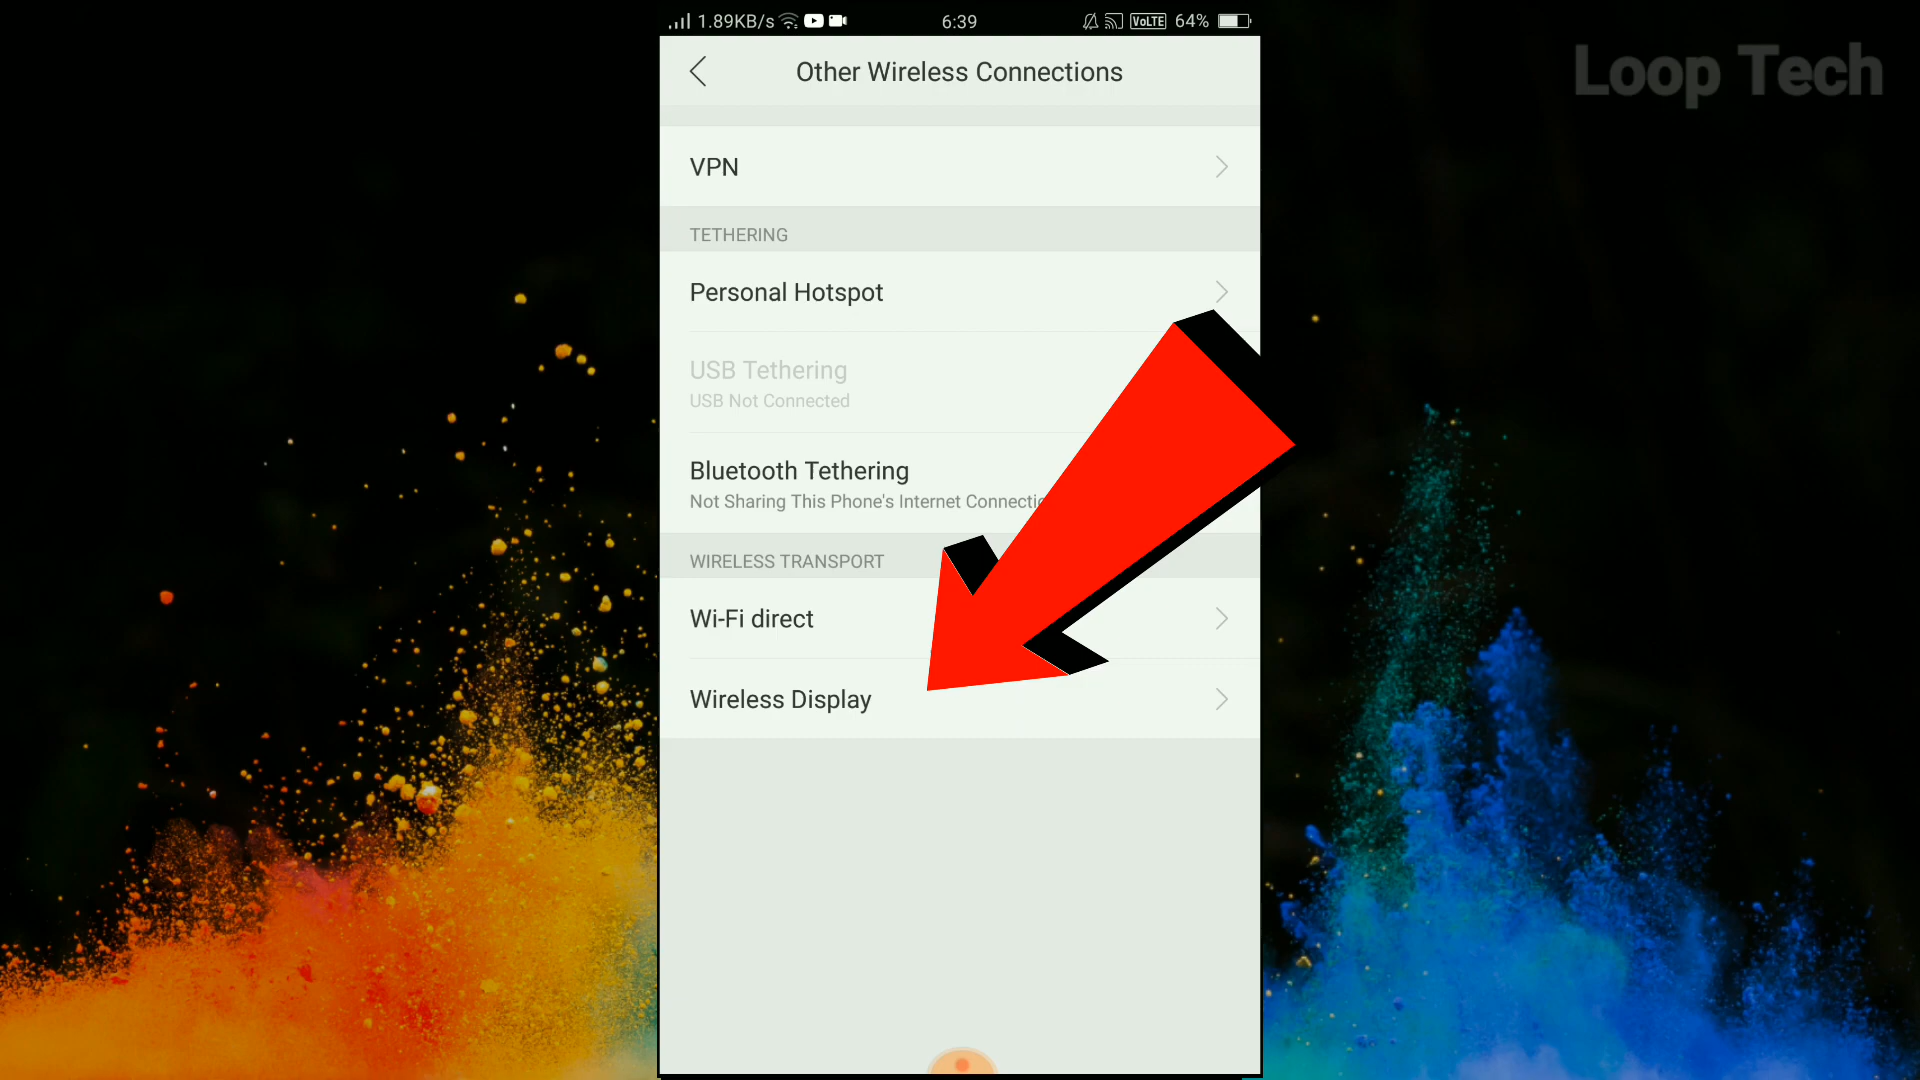 1.89KB/s 6:39 VoLTE 64%
Loop Tech
Other Wireless Connections
VPN
TETHERING
Personal Hotspot
USB Tethering
USB Not Connected
Bluetooth Tethering
Not Sharing This Phone's Internet Connectio
WIRELESS TRANSPORT
Wi-Fi direct
Wireless Display